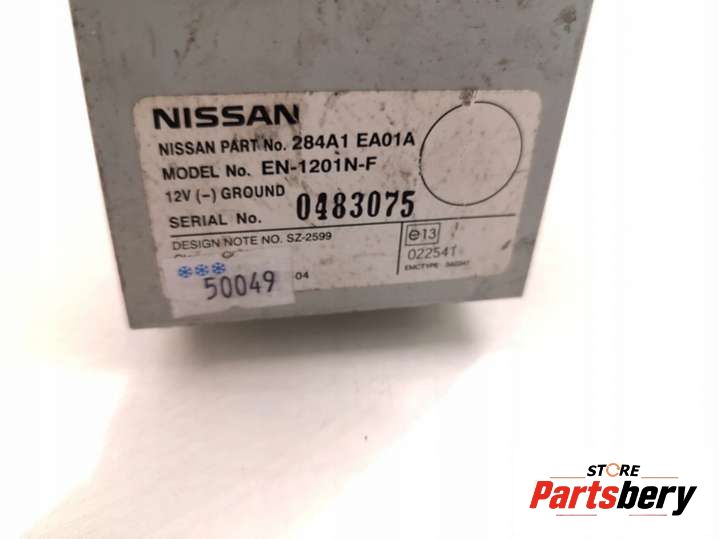 NISSAN
NISSAN PART No. 284A1 EA01A
MODEL No. EN-1201N-F
12V (-) GROUND
SERIAL No. 0483075
DESIGN NOTE NO. SZ-2599
e13
022541
EMCTYPE
***
50049
04
STORE
Partsbery